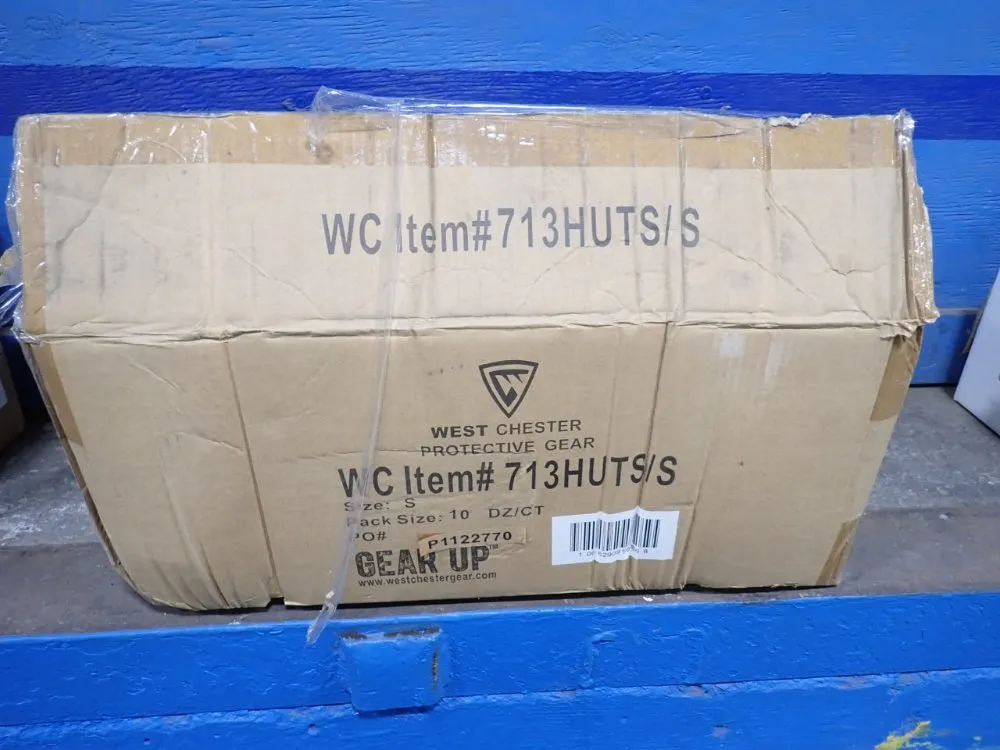 WC Item#713HUTS/S
WEST CHESTER
PROTECTIVE GEAR
WC Item# 713HUTS/S
Size: S
Pack Size: 10 DZ/CT
PO# P1122770
GEAR UP™
www.westchestergear.com